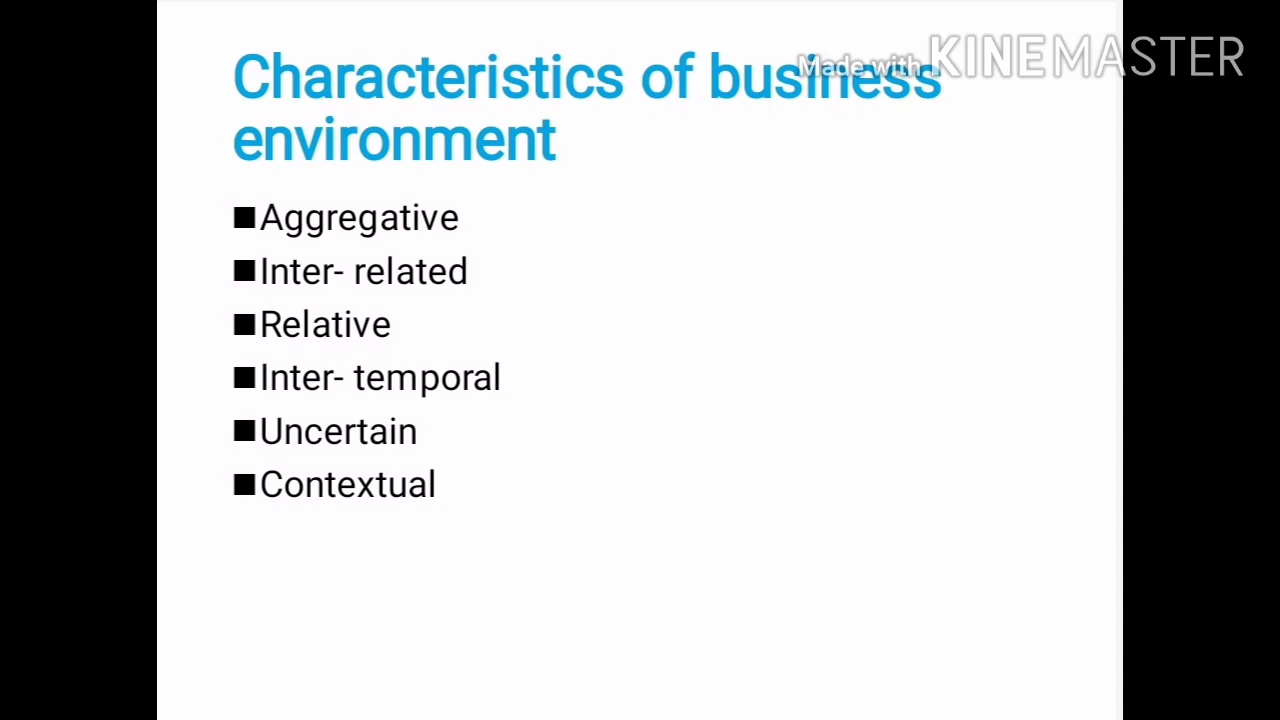 Made with KINEMASTER
Characteristics of business
environment
■Aggregative
■Inter- related
■Relative
■Inter- temporal
■Uncertain
■Contextual